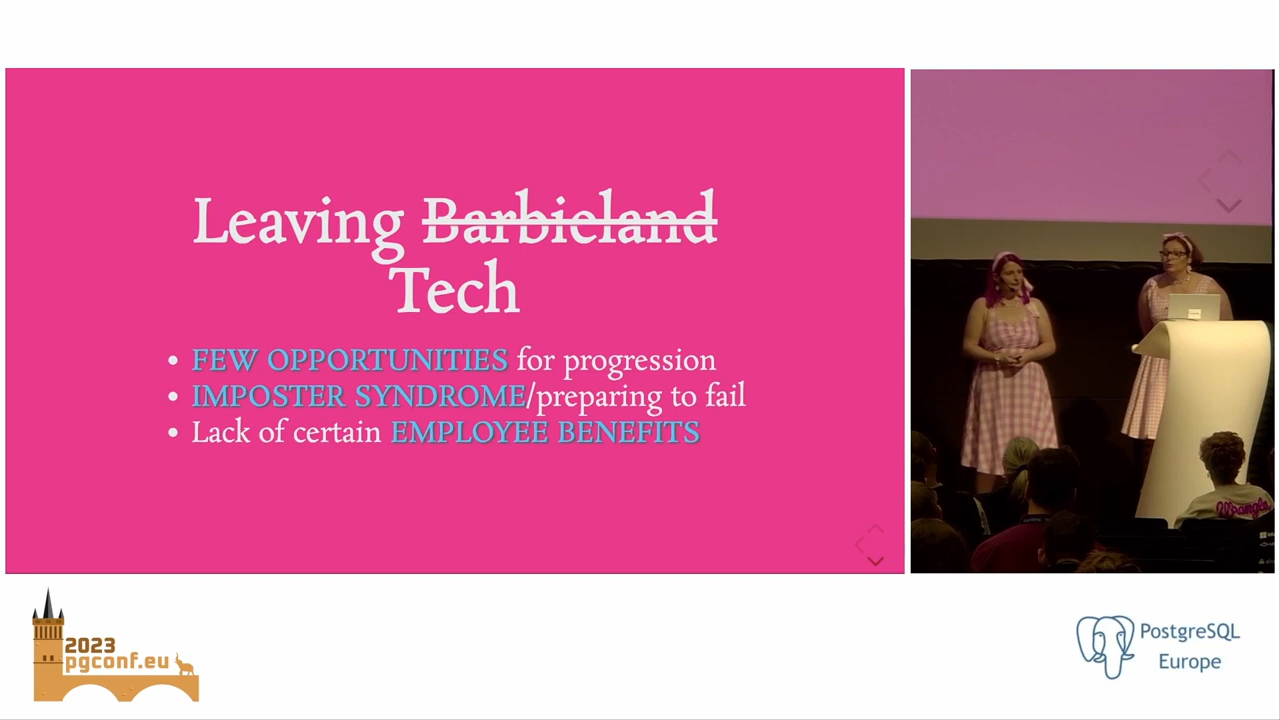 Leaving Barbieland
Tech
• FEW OPPORTUNITIES for progression
• IMPOSTER SYNDROME/preparing to fail
• Lack of certain EMPLOYEE BENEFITS
Wrangler
2023
pgconf.eu
PostgreSQL
Europe